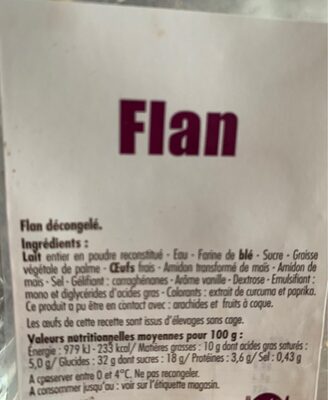 Flan
Flan décongelé.
Ingrédients :
Lait entier en poudre reconstitué - Eau - Farine de blé - Sucre - Graisse
végétale de palme - Œufs frais - Amidon transformé de maïs - Amidon de
maïs - Sel - Gélifiant : carraghénanes - Arôme vanille - Dextrose - Emulsifiant :
mono et diglycérides d'acides gras - Colorants : extrait de curcuma et paprika.
Ce produit a pu être en contact avec : arachides et fruits à coque.
Les œufs de cette recette sont issus d'élevages sans cage.
Valeurs nutritionnelles moyennes pour 100 g :
Énergie : 979 kJ - 233 kcal/ Matières grasses : 10 g dont acides gras saturés :
5,0 g/ Glucides : 32 g dont sucres : 18 g/ Protéines : 3,6 g/ Sel : 0,43 g
A conserver entre 0 et 4°C. Ne pas recongeler.
A consommer jusqu'au : voir sur l'étiquette magasin.